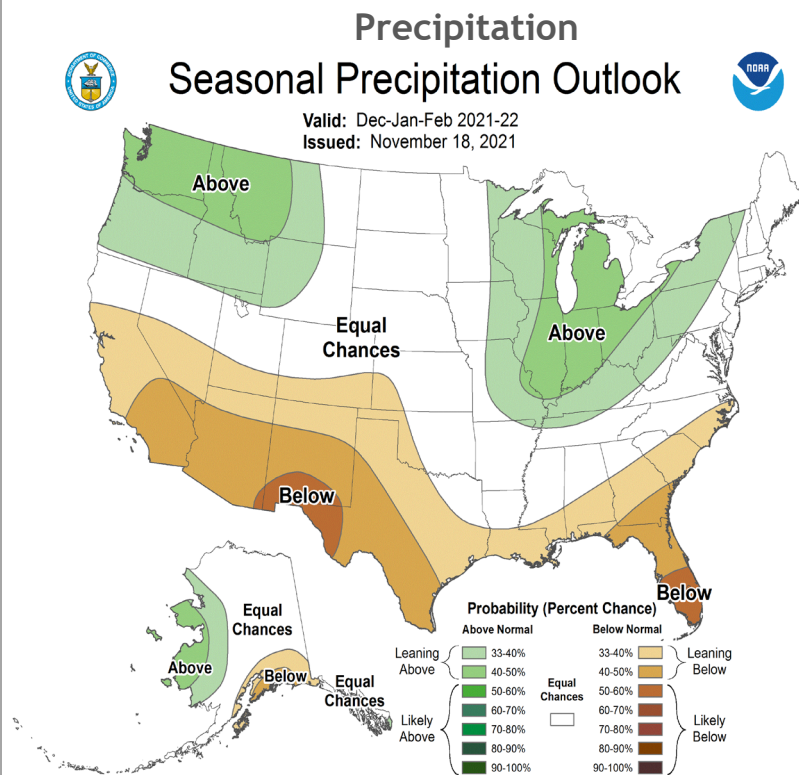 Precipitation
Seasonal Precipitation Outlook
Valid: Dec-Jan-Feb 2021-22
Issued: November 18, 2021
NOAA
Above
Equal
Chances
Above
Below
Below
Equal
Chances
Above
Below
Equal
Chances
Probability (Percent Chance)
Above Normal
Below Normal
Leaning
Above
33-40%
40-50%
Likely
Above
50-60%
60-70%
70-80%
80-90%
90-100%
Equal
Chances
33-40%
40-50%
Leaning
Below
50-60%
60-70%
70-80%
80-90%
90-100%
Likely
Below